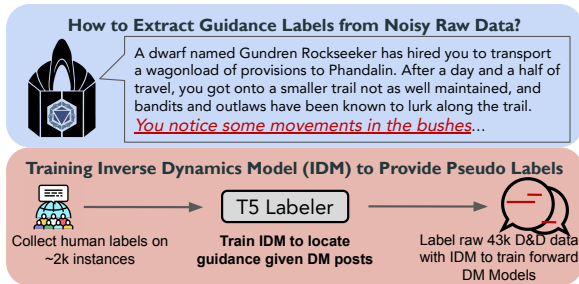 How to Extract Guidance Labels from Noisy Raw Data?
A dwarf named Gundren Rockseeker has hired you to transport
a wagonload of provisions to Phandalin. After a day and a half of
travel, you got onto a smaller trail not as well maintained, and
bandits and outlaws have been known to lurk along the trail.
You notice some movements in the bushes...
Training Inverse Dynamics Model (IDM) to Provide Pseudo Labels
T5 Labeler
Collect human labels on
~2k instances
Train IDM to locate
guidance given DM posts
Label raw 43k D&D data
with IDM to train forward
DM Models